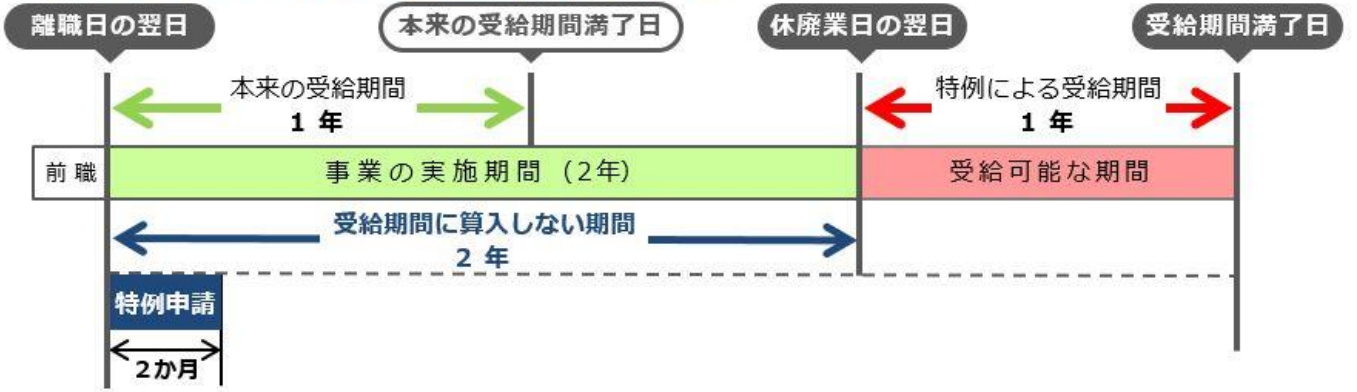 離職日の翌日
本来の受給期間満了日
休廃業日の翌日
受給期間満了日
本来の受給期間
1 年
特例による受給期間
1 年
前職
事業の実施期間（2年）
受給可能な期間
受給期間に算入しない期間
2 年
特例申請
2か月